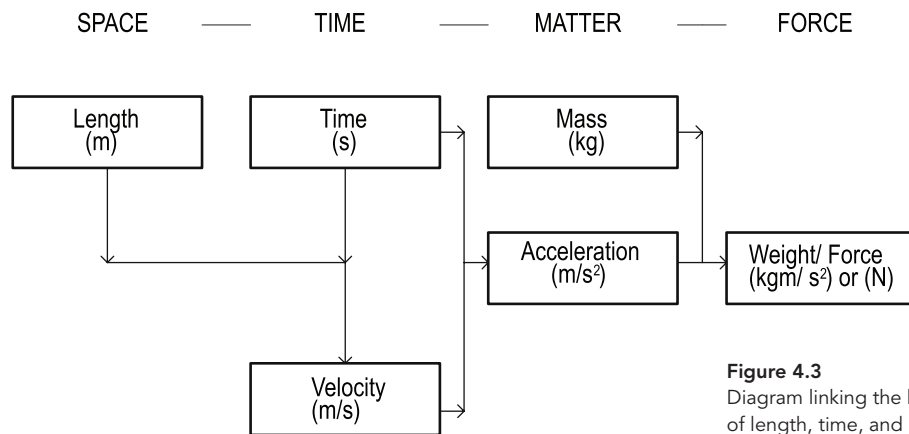 SPACE — TIME — MATTER — FORCE
Length
(m)
Time
(s)
Mass
(kg)
Acceleration
(m/s²)
Weight/ Force
(kgm/ s²) or (N)
Velocity
(m/s)
Figure 4.3
Diagram linking the
of length, time, and